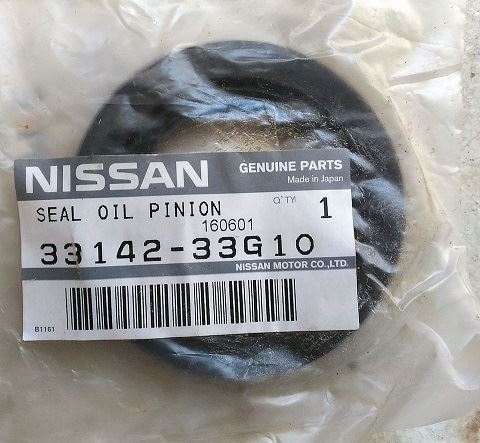 NISSAN GENUINE PARTS
Made in Japan
SEAL OIL PINION Q'TY 1
160601
33142-33G10
NISSAN MOTOR CO.,LTD.
B1161